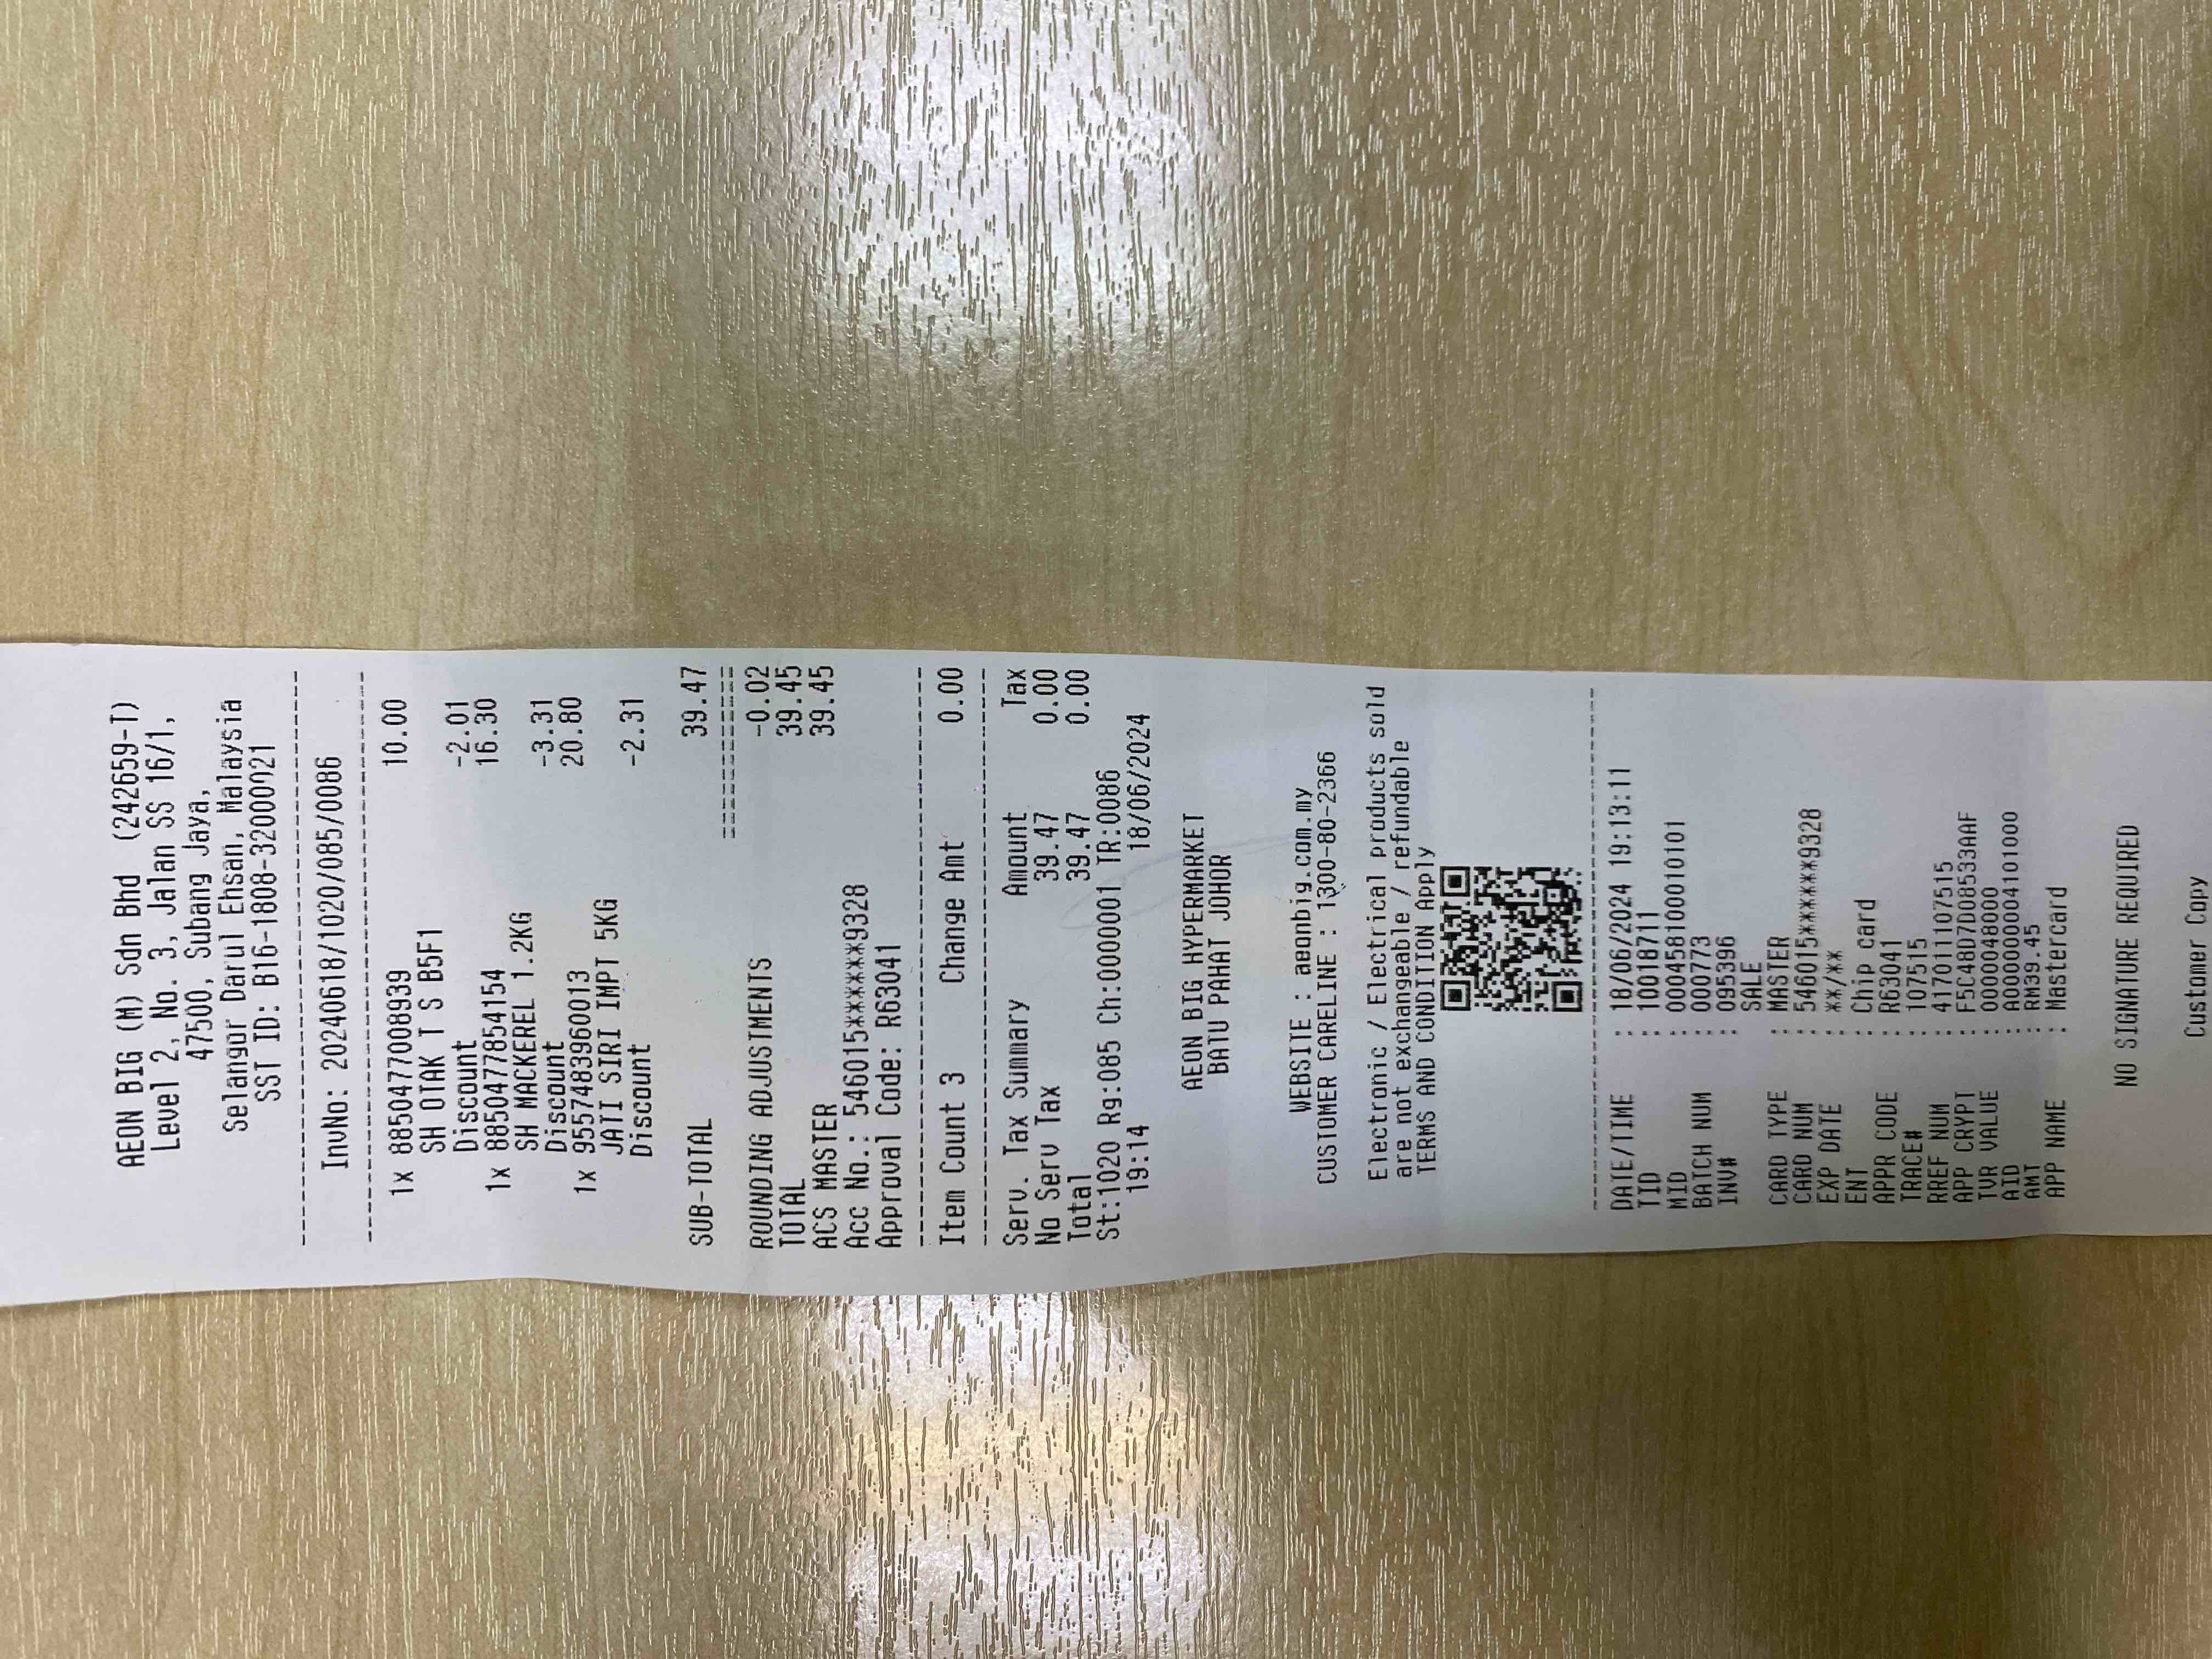 AEON BIG (M) Sdn Bhd (242659-T)
Level 2, No. 3, Jalan SS 16/1,
47500, Subang Jaya,
Selangor Darul Ehsan, Malaysia
SST ID: B16-1808-32000021
InvNo: 20240618/1020/085/0086
1x 8850477008939 10.00
SH OTAK T S B5F1
Discount -2.01
1x 8850477854154 16.30
SH MACKEREL 1.2KG
Discount -3.31
1x 9557483960013 20.80
JATI SIRI IMPT 5KG
Discount -2.31
SUB-TOTAL 39.47
ROUNDING ADJUSTMENTS -0.02
TOTAL 39.45
ACS MASTER 39.45
Acc No.: 546015******9328
Approval Code: R63041
Item Count 3 Change Amt 0.00
Serv. Tax Summary Amount Tax
No Serv Tax 39.47 0.00
Total 39.47 0.00
St:1020 Rg:085 Ch:0000001 TR:0086
19:14 18/06/2024
AEON BIG HYPERMARKET
BATU PAHAT JOHOR
WEBSITE : aeonbig.com.my
CUSTOMER CARELINE : 1300-80-2366
Electronic / Electrical products sold
are not exchangeable / refundable
TERMS AND CONDITION Apply
DATE/TIME : 18/06/2024 19:13:11
TID : 10018711
MID : 000458100010101
BATCH NUM : 000773
INV# : 095396
SALE
CARD TYPE : MASTER
CARD NUM : 546015******9328
EXP DATE : **/**
ENT : Chip card
APPR CODE : R63041
TRACE# : 107515
RREF NUM : 417011107515
APP CRYPT : FF5C48D7D08533AAF
TVR VALUE : 0000048000
AID : A0000000041010​00
AMT : RM39.45
APP NAME : Mastercard
NO SIGNATURE REQUIRED
Customer Copy